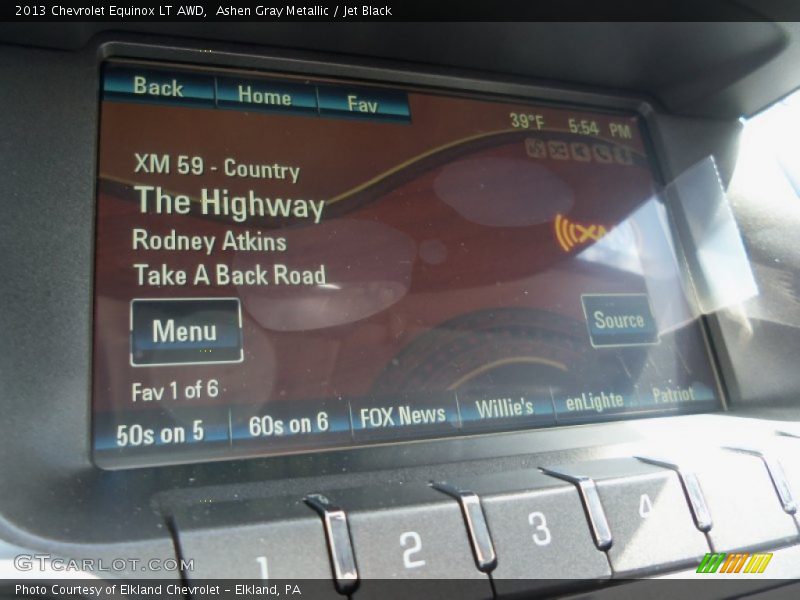 2013 Chevrolet Equinox LT AWD, Ashen Gray Metallic / Jet Black
Back Home Fav
39°F 5:54 PM
XM 59 - Country
The Highway
Rodney Atkins
((XM
Take A Back Road
Menu
Source
Fav 1 of 6
50s on 5 60s on 6 FOX News Willie's enLighte... Patriot
1 2 3 4
GTCARLOT.COM
Photo Courtesy of Elkland Chevrolet - Elkland, PA